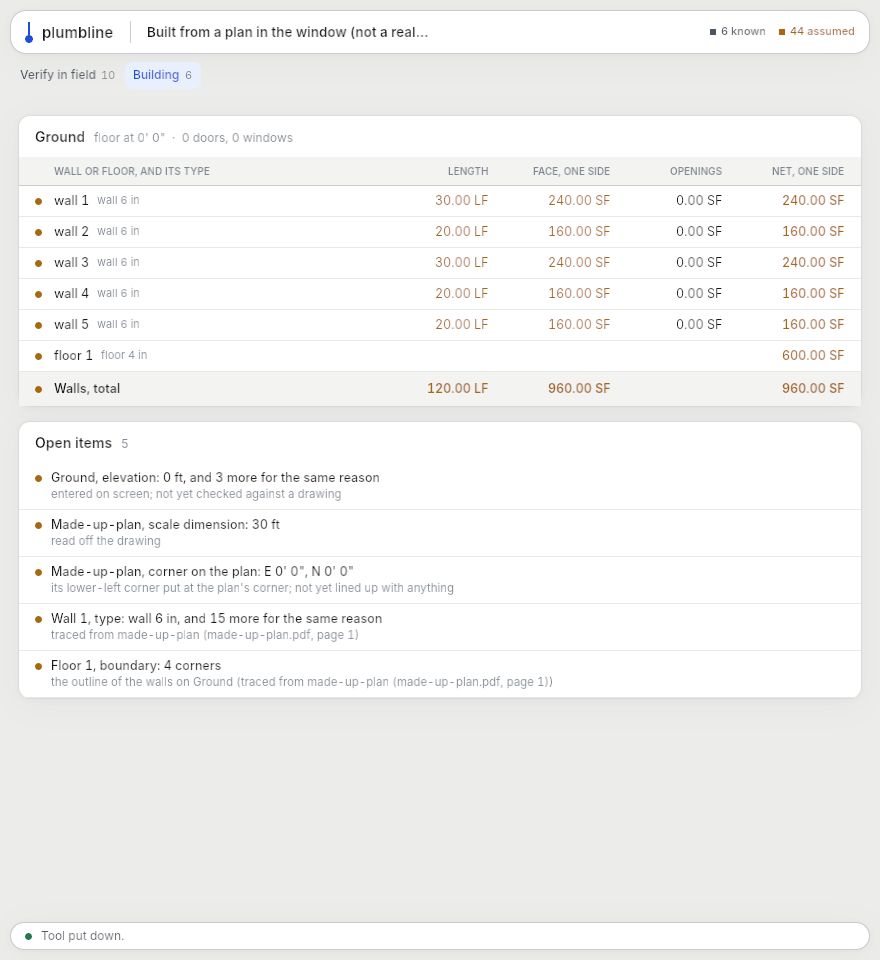 plumbline
Built from a plan in the window (not a real...
6 known 44 assumed
Verify in field 10 Building 6
Ground floor at 0' 0" · 0 doors, 0 windows
WALL OR FLOOR, AND ITS TYPE LENGTH FACE, ONE SIDE OPENINGS NET, ONE SIDE
wall 1 wall 6 in 30.00 LF 240.00 SF 0.00 SF 240.00 SF
wall 2 wall 6 in 20.00 LF 160.00 SF 0.00 SF 160.00 SF
wall 3 wall 6 in 30.00 LF 240.00 SF 0.00 SF 240.00 SF
wall 4 wall 6 in 20.00 LF 160.00 SF 0.00 SF 160.00 SF
wall 5 wall 6 in 20.00 LF 160.00 SF 0.00 SF 160.00 SF
floor 1 floor 4 in 600.00 SF
Walls, total 120.00 LF 960.00 SF 960.00 SF
Open items 5
Ground, elevation: 0 ft, and 3 more for the same reason
entered on screen; not yet checked against a drawing
Made-up-plan, scale dimension: 30 ft
read off the drawing
Made-up-plan, corner on the plan: E 0' 0", N 0' 0"
its lower-left corner put at the plan's corner; not yet lined up with anything
Wall 1, type: wall 6 in, and 15 more for the same reason
traced from made-up-plan (made-up-plan.pdf, page 1)
Floor 1, boundary: 4 corners
the outline of the walls on Ground (traced from made-up-plan (made-up-plan.pdf, page 1))
Tool put down.